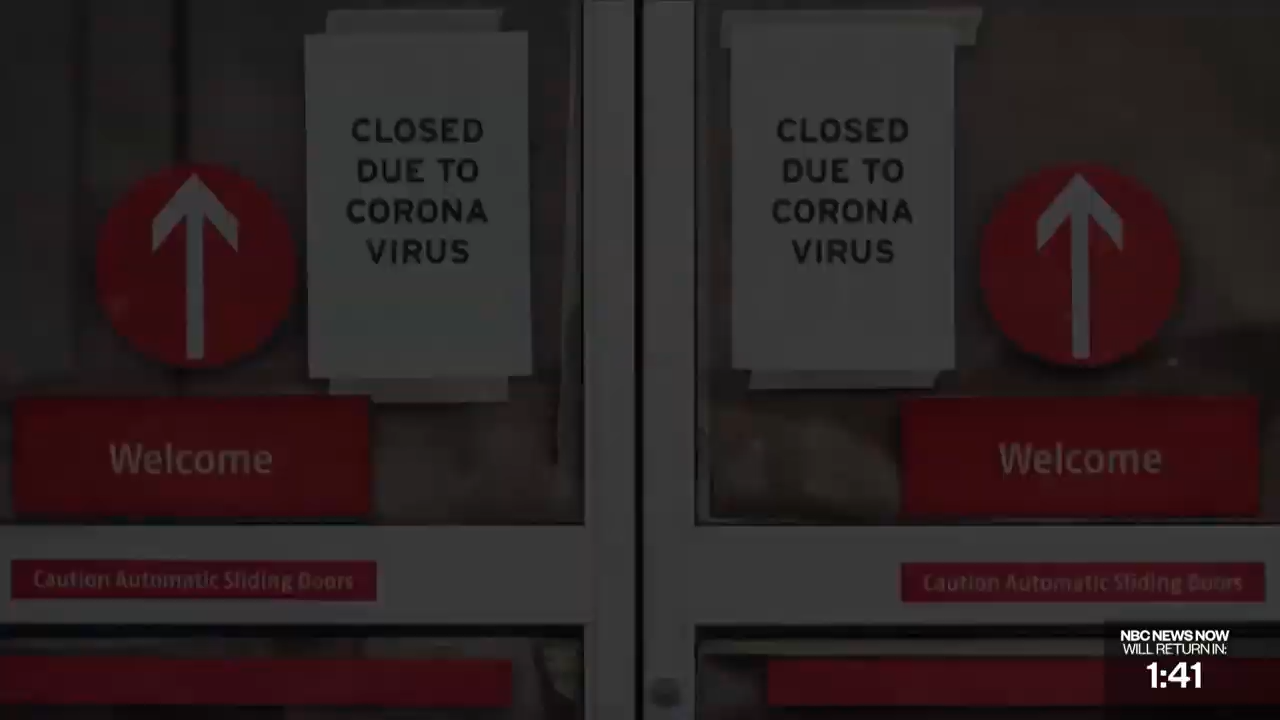 CLOSED
DUE TO
CORONA
VIRUS
CLOSED
DUE TO
CORONA
VIRUS
Welcome
Welcome
Caution Automatic Sliding Doors
Caution Automatic Sliding Doors
NBC NEWS NOW
WILL RETURN IN:
1:41